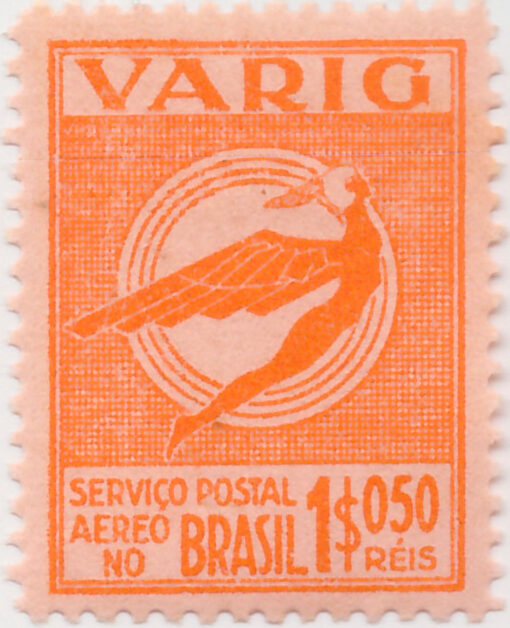 VARIG
SERVIÇO POSTAL
AEREO
NO BRASIL 1$050
RÉIS